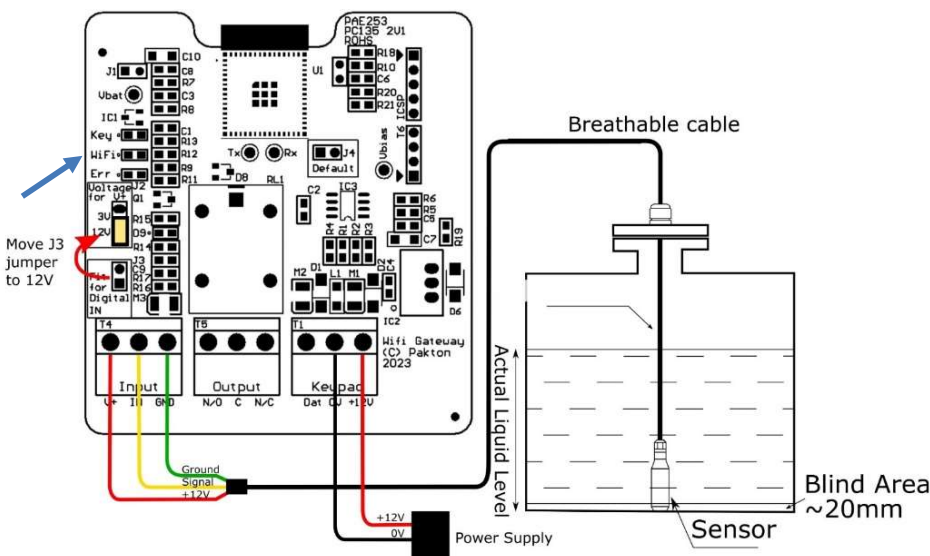 PAE253
PC135 2V1
ROHS
C10
R18
J1
C8
R7
U1
R10
C6
Vbat
C3
R8
R20
R21
ICSP
IC1
Key
C1
R13
T6
WiFi
R12
Tx
Rx
J4
Default
Vbias
Err
R9
R11
D8
RL1
C2
IC3
Voltage
for V+
J2
Q1
R6
R5
C8
C7
R19
3V
R15
12V
D9
R14
R4
R1
R2
R3
Move J3
jumper
to 12V
J3
C9
R17
R16
Fit
for
Digital
IN
M3
M2
D1
L1
M1
D2
C4
IC2
D6
T4
T5
T1
Wifi Gateway
(C) Pakton
2023
Input
Output
Keypad
V+
IN
GND
N/O
C
N/C
Dat
0V
+12V
Ground
Signal
+12V
+12V
0V
Power Supply
Breathable cable
Actual Liquid Level
Sensor
Blind Area
~20mm